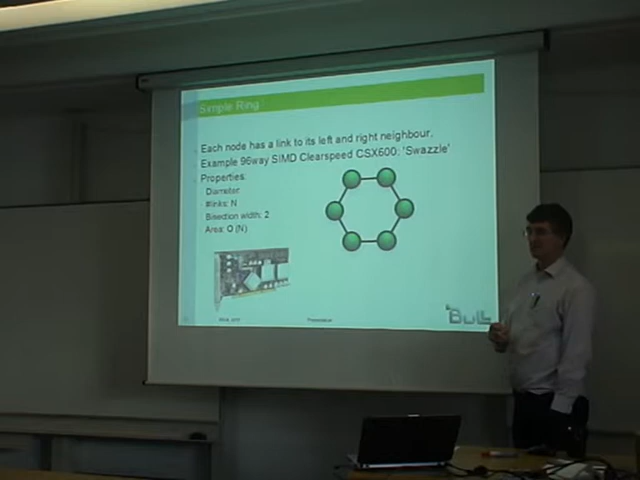 Simple Ring
Each node has a link to its left and right neighbour.
Example 96way SIMD Clearspeed CSX600: 'Swazzle'
Properties:
Diameter
#links: N
Bisection width: 2
Area: O (N)
Presentation
Bull